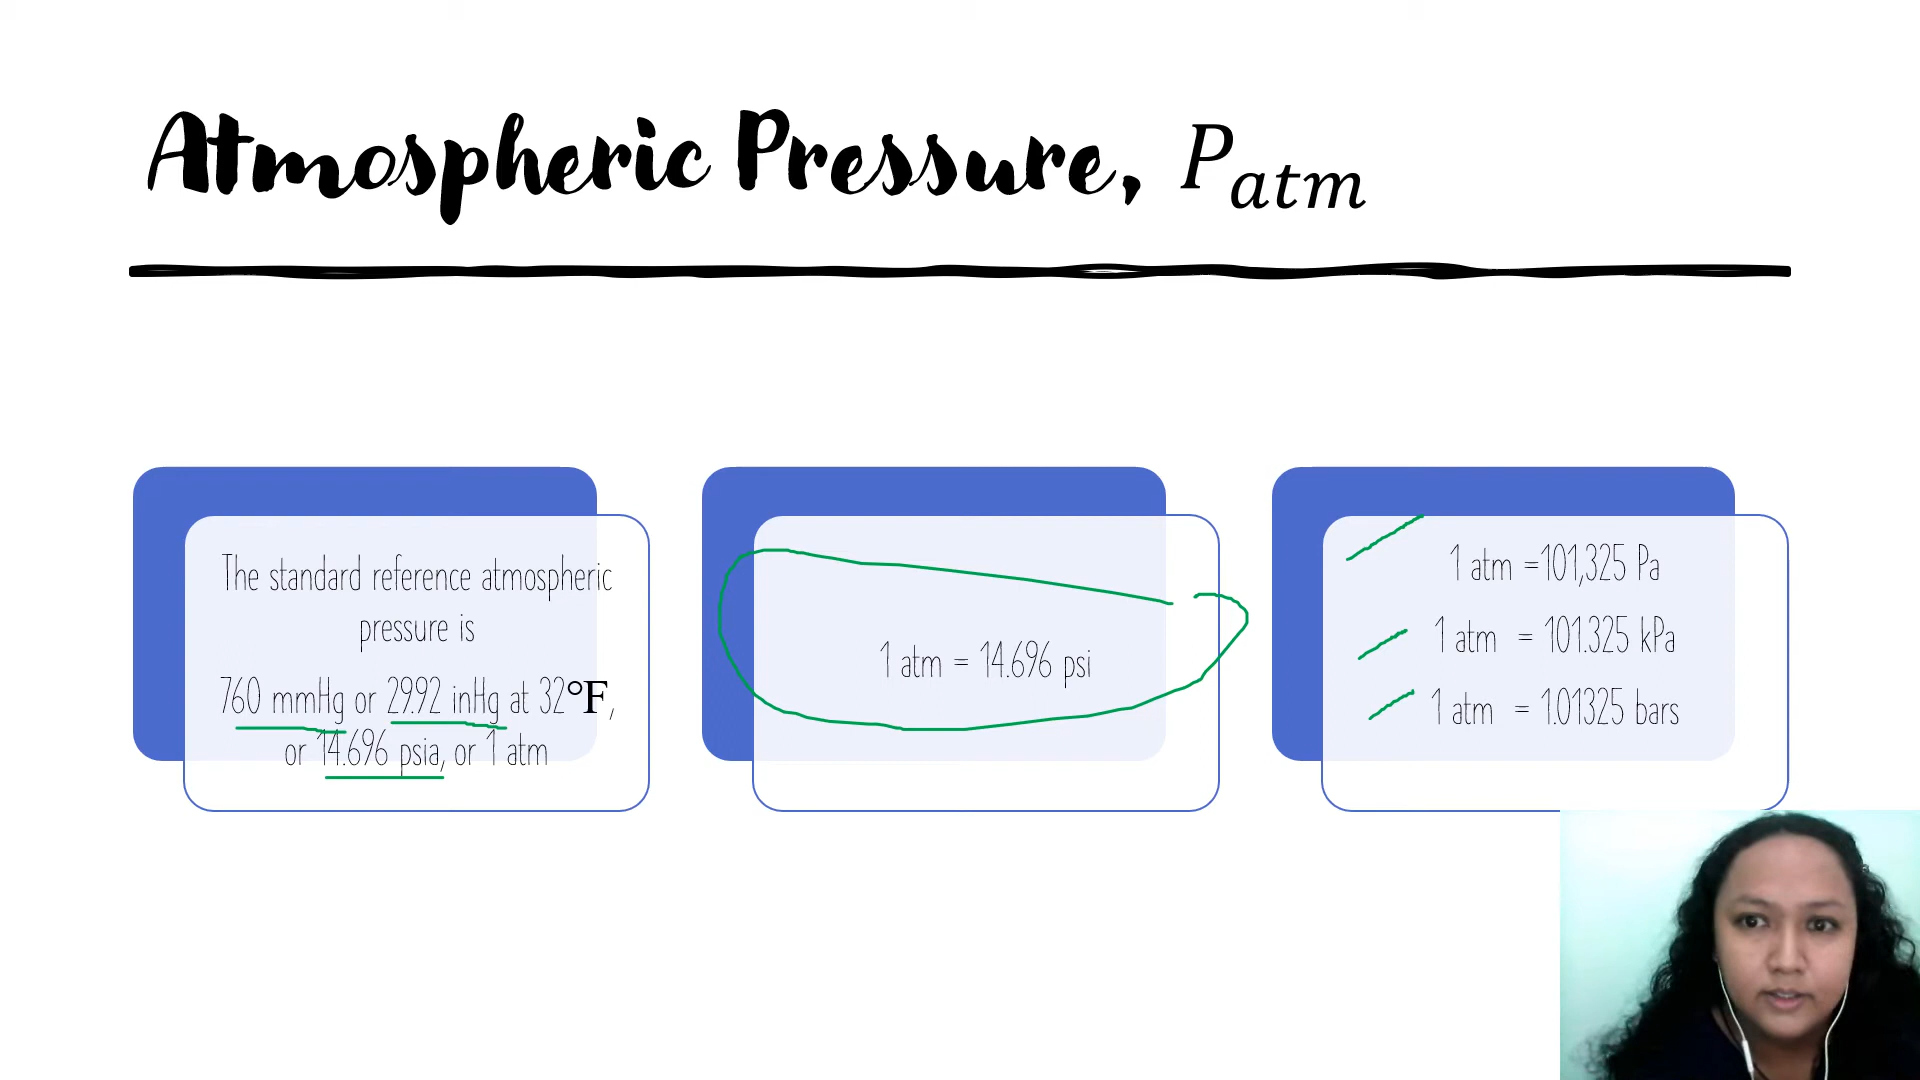 Atmospheric Pressure, P_atm
The standard reference atmospheric
pressure is
760 mmHg or 29.92 inHg at 32°F,
or 14.696 psia, or 1 atm
1 atm = 14.696 psi
1 atm =101,325 Pa
1 atm = 101.325 kPa
1 atm = 1.01325 bars